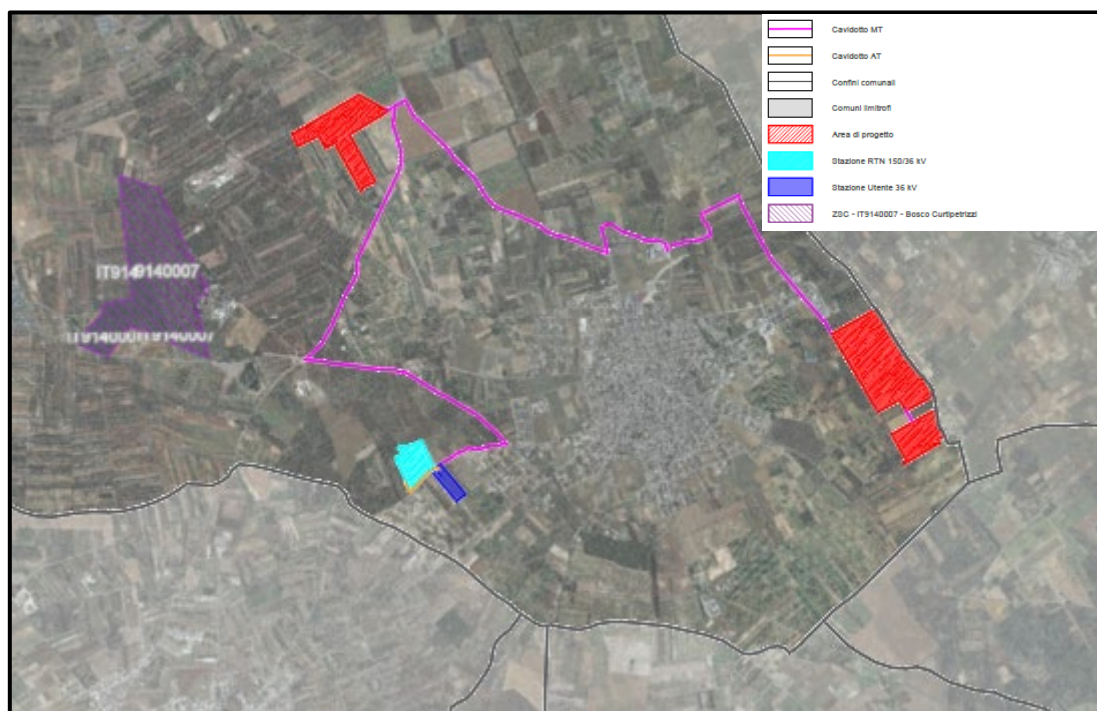 Cavidotto MT
Cavidotto AT
Confini comunali
Comuni limitrofi
Area di progetto
Stazione RTN 150/36 kV
Stazione Utente 36 kV
ZSC - IT9140007 - Bosco Curtipetrizzi
IT9140007